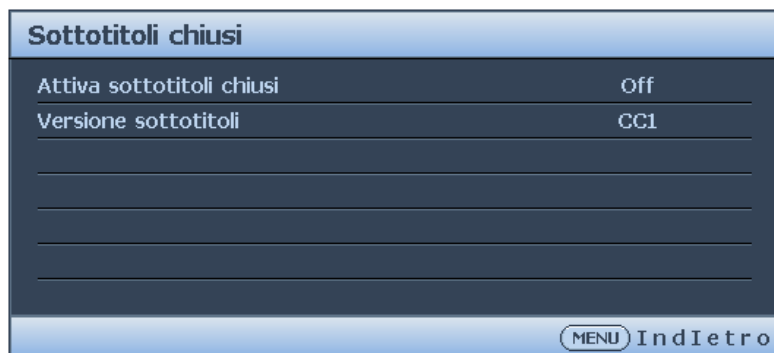 Sottotitoli chiusi
Attiva sottotitoli chiusi Off
Versione sottotitoli CC1
MENU IndIetro